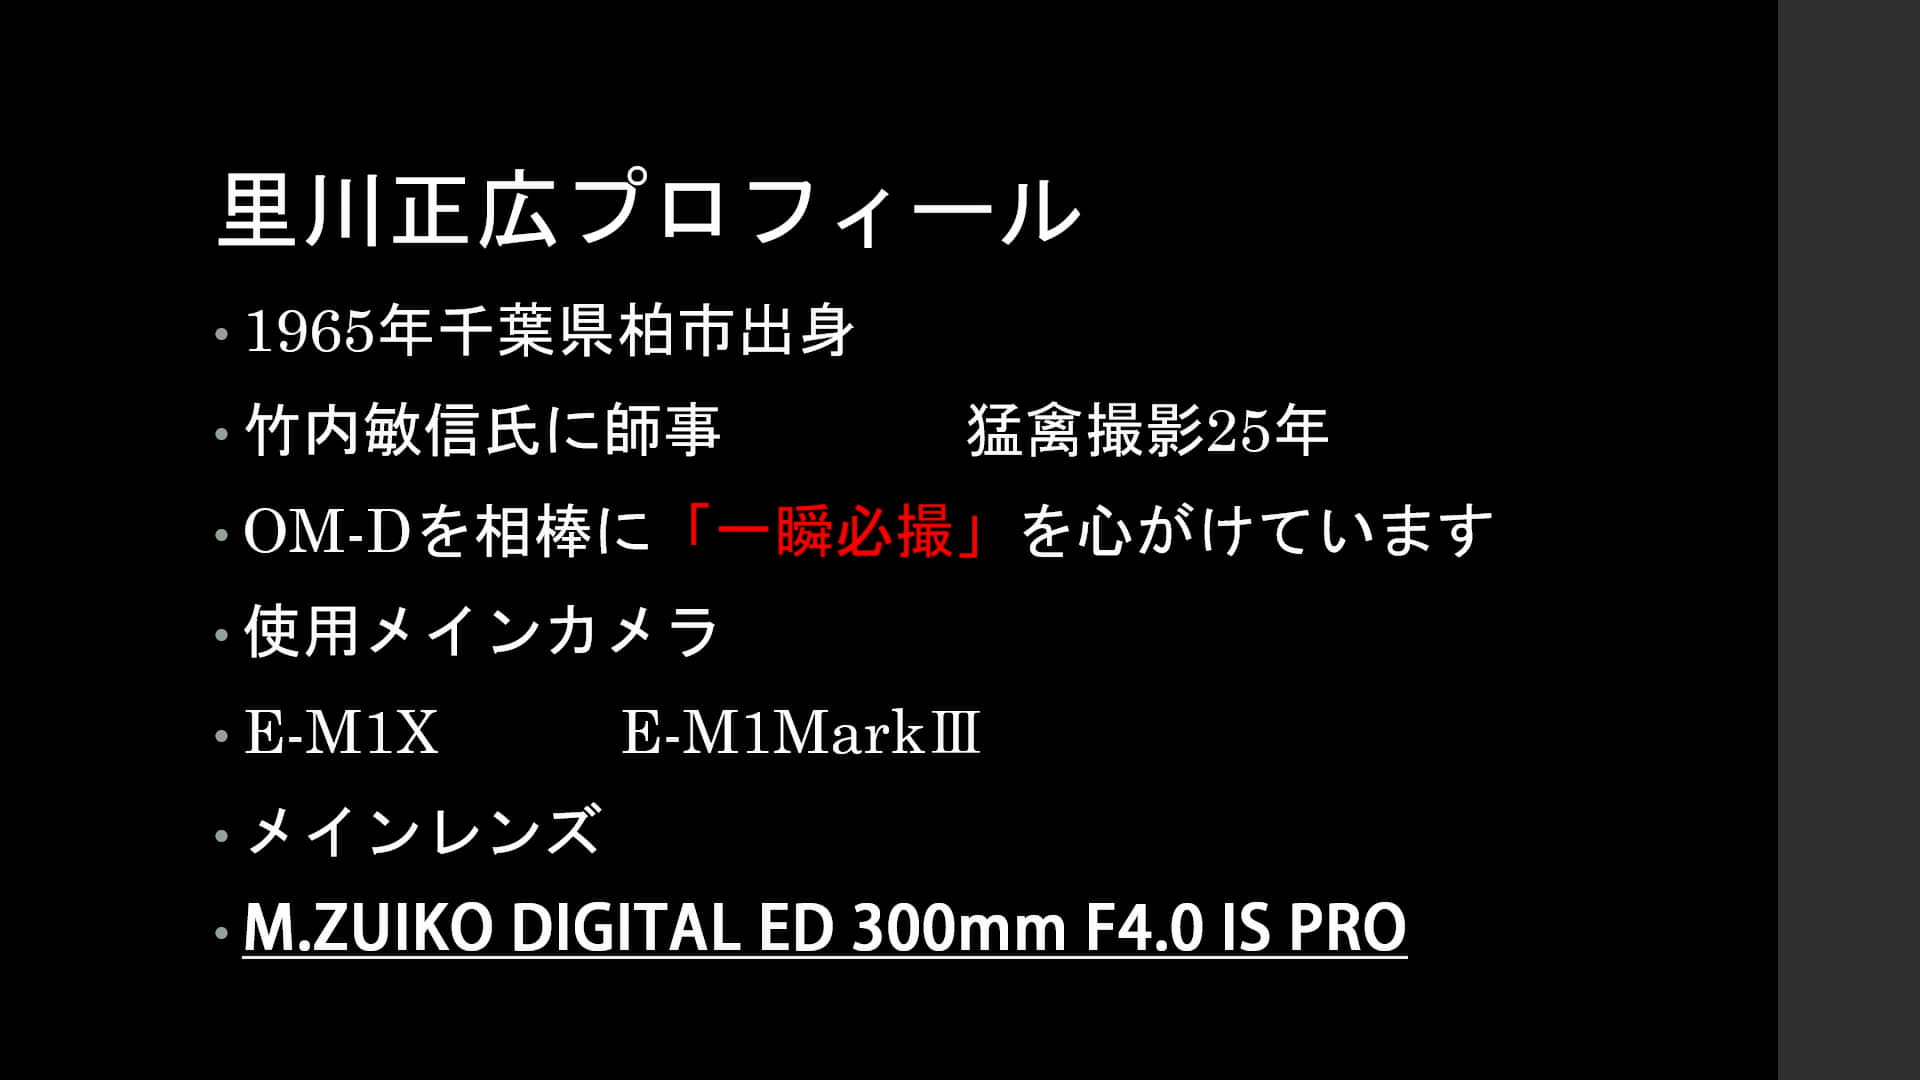 里川正広プロフィール
• 1965年千葉県柏市出身
• 竹内敏信氏に師事　　　　猛禽撮影25年
• OM-Dを相棒に「一瞬必撮」を心がけています
• 使用メインカメラ
• E-M1X　　　E-M1MarkⅢ
• メインレンズ
• M.ZUIKO DIGITAL ED 300mm F4.0 IS PRO